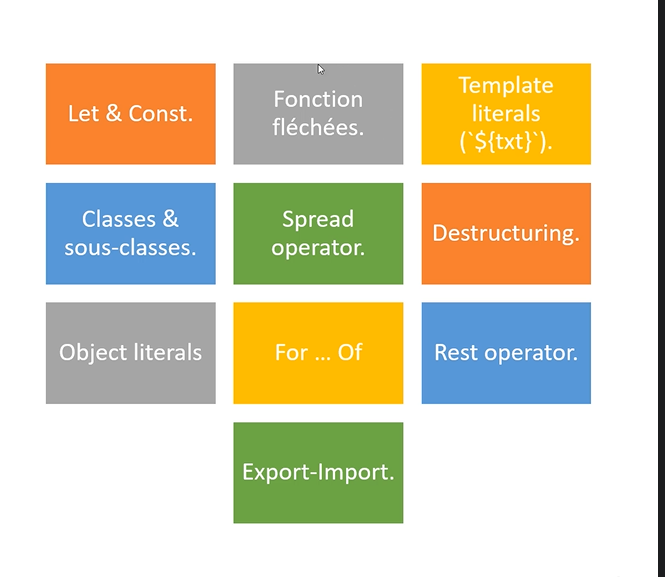 Let & Const.
Fonction
fléchées.
Template
literals
(`${txt}`).
Classes &
sous-classes.
Spread
operator.
Destructuring.
Object literals
For ... Of
Rest operator.
Export-Import.